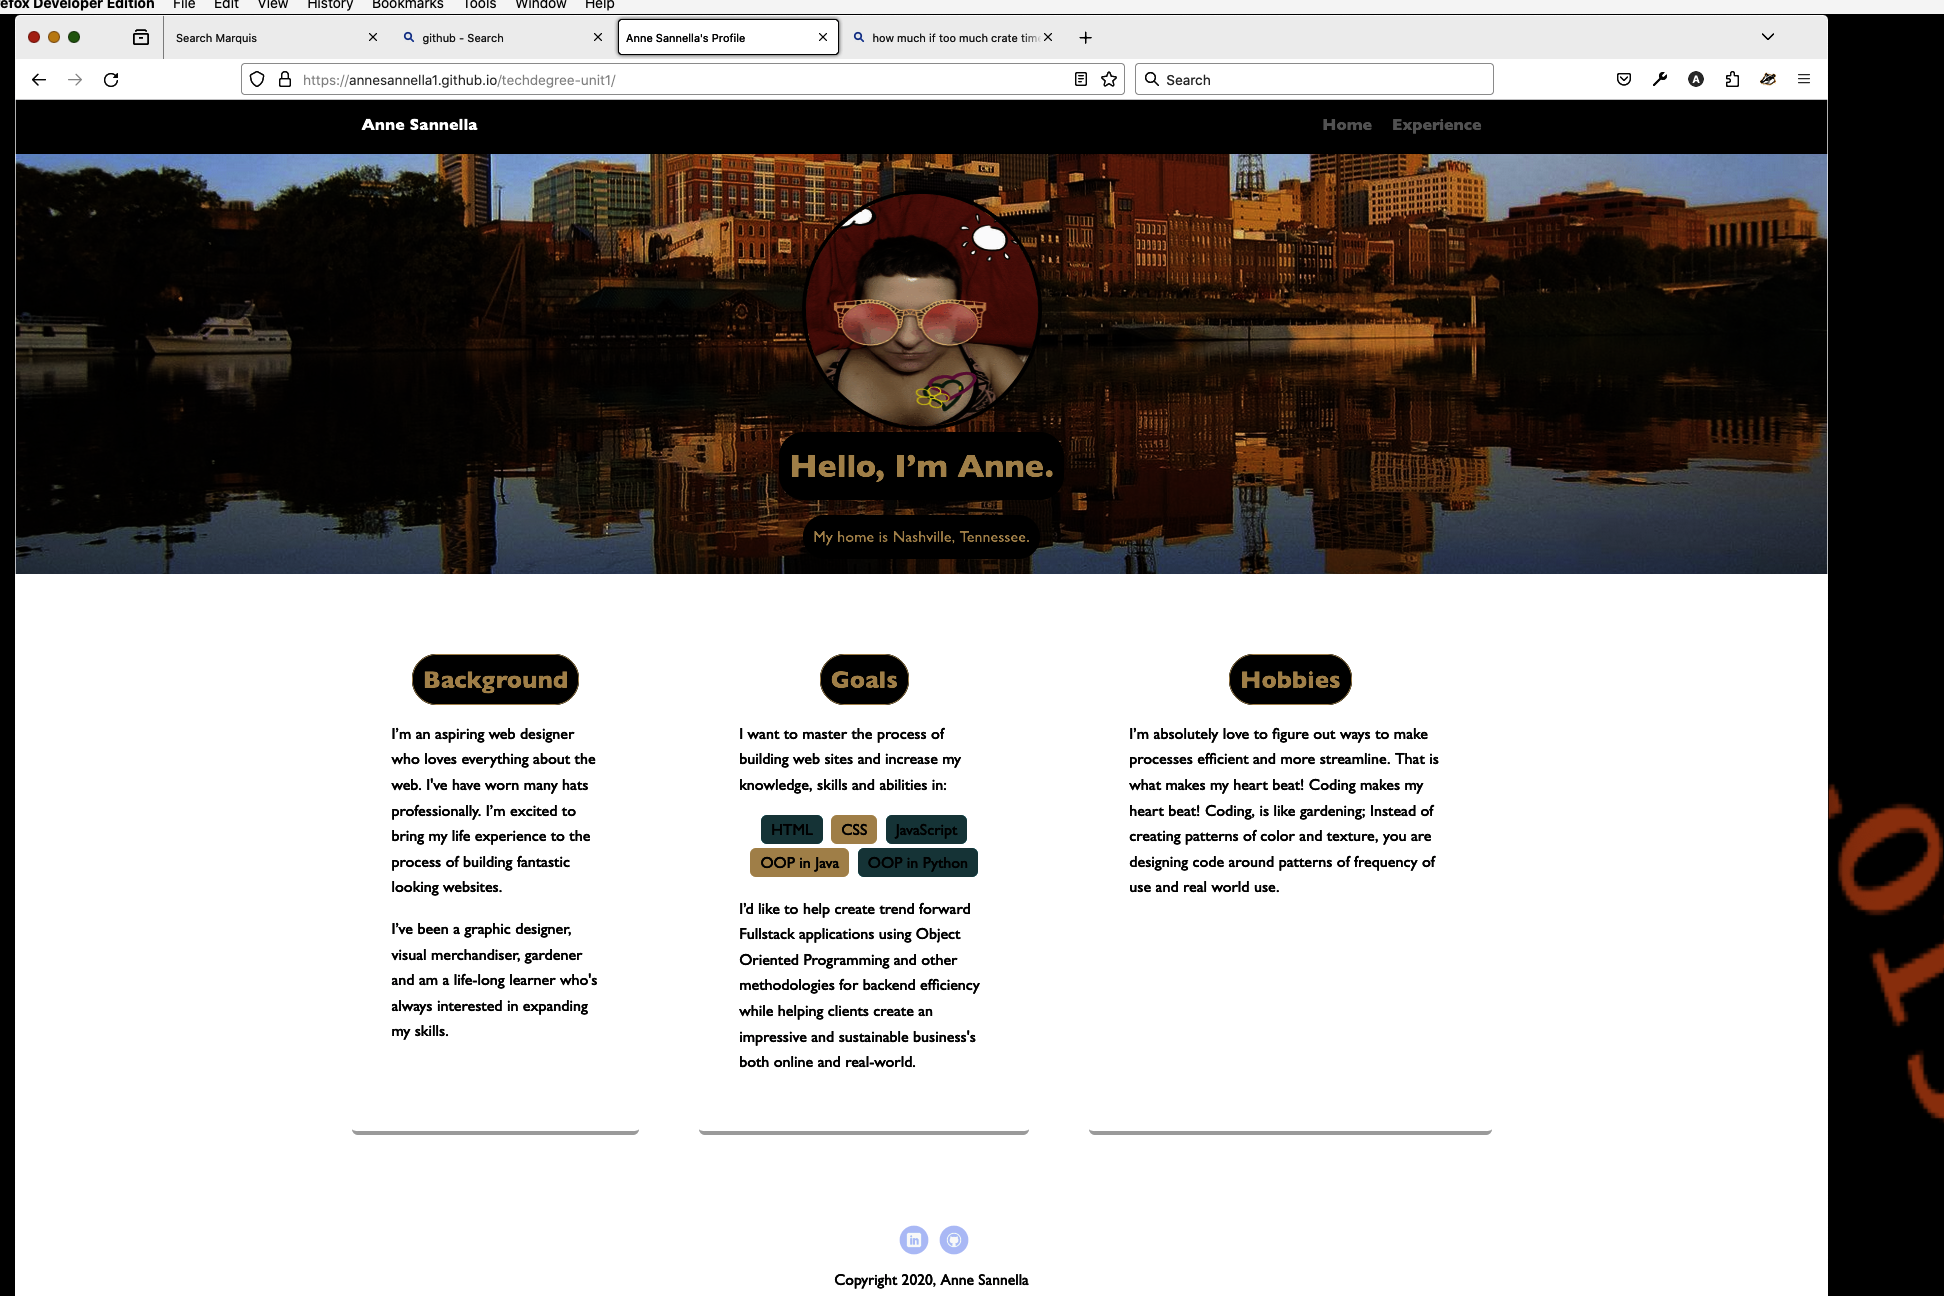 efox Developer Edition File Edit View History Bookmarks Tools Window Help
Search Marquis
github - Search
Anne Sannella's Profile
how much if too much crate tim
https://annesannella1.github.io/techdegree-unit1/
Search
Anne Sannella
Home Experience
WKDF
Hello, I’m Anne.
My home is Nashville, Tennessee.
Background
I’m an aspiring web designer
who loves everything about the
web. I've have worn many hats
professionally. I’m excited to
bring my life experience to the
process of building fantastic
looking websites.
I’ve been a graphic designer,
visual merchandiser, gardener
and am a life-long learner who's
always interested in expanding
my skills.
Goals
I want to master the process of
building web sites and increase my
knowledge, skills and abilities in:
HTML CSS JavaScript
OOP in Java OOP in Python
I’d like to help create trend forward
Fullstack applications using Object
Oriented Programming and other
methodologies for backend efficiency
while helping clients create an
impressive and sustainable business's
both online and real-world.
Hobbies
I’m absolutely love to figure out ways to make
processes efficient and more streamline. That is
what makes my heart beat! Coding makes my
heart beat! Coding, is like gardening; Instead of
creating patterns of color and texture, you are
designing code around patterns of frequency of
use and real world use.
in
Copyright 2020, Anne Sannella